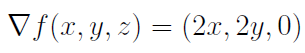 ∇f(x, y, z) = (2x, 2y, 0)